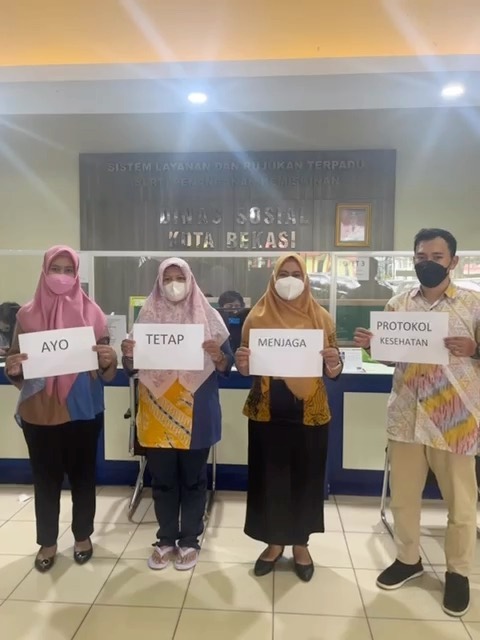 SISTEM LAYANAN DAN RUJUKAN TERPADU
DINAS SOSIAL
KOTA BEKASI
AYO
TETAP
MENJAGA
PROTOKOL
KESEHATAN